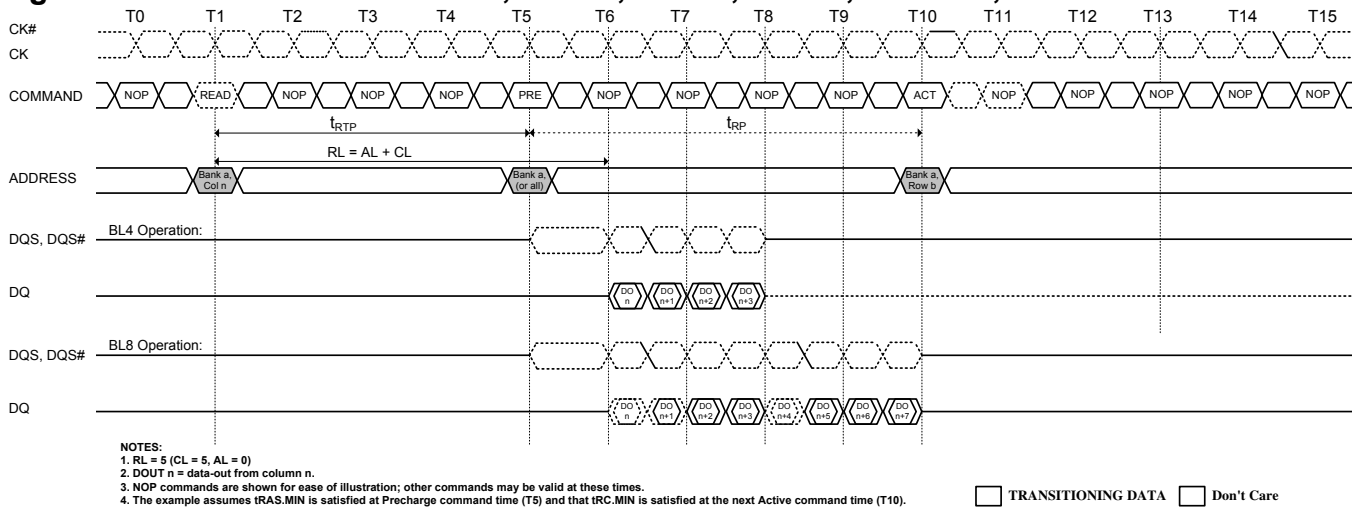 T0 T1 T2 T3 T4 T5 T6 T7 T8 T9 T10 T11 T12 T13 T14 T15
CK#
CK
COMMAND NOP READ NOP NOP NOP PRE NOP NOP NOP NOP ACT NOP NOP NOP NOP NOP
tRTP tRP
RL = AL + CL
ADDRESS
Bank a, Col n
Bank a, (or all)
Bank a, Row b
BL4 Operation:
DQS, DQS#
DQ
DO n DO n+1 DO n+2 DO n+3
BL8 Operation:
DQS, DQS#
DQ
DO n DO n+1 DO n+2 DO n+3 DO n+4 DO n+5 DO n+6 DO n+7
NOTES:
1. RL = 5 (CL = 5, AL = 0)
2. DOUT n = data-out from column n.
3. NOP commands are shown for ease of illustration; other commands may be valid at these times.
4. The example assumes tRAS.MIN is satisfied at Precharge command time (T5) and that tRC.MIN is satisfied at the next Active command time (T10).
TRANSITIONING DATA Don't Care